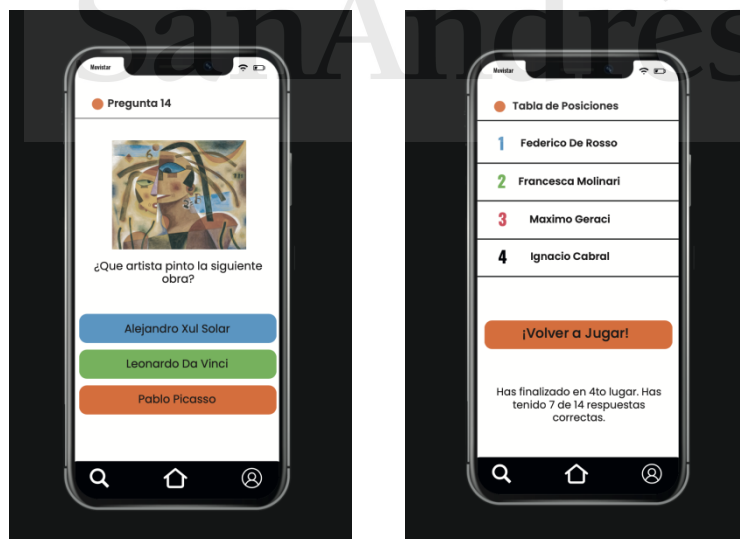 SanAndrés
Movistar
Pregunta 14
¿Que artista pinto la siguiente
obra?
Alejandro Xul Solar
Leonardo Da Vinci
Pablo Picasso
Movistar
Tabla de Posiciones
1 Federico De Rosso
2 Francesca Molinari
3 Maximo Geraci
4 Ignacio Cabral
¡Volver a Jugar!
Has finalizado en 4to lugar. Has
tenido 7 de 14 respuestas
correctas.